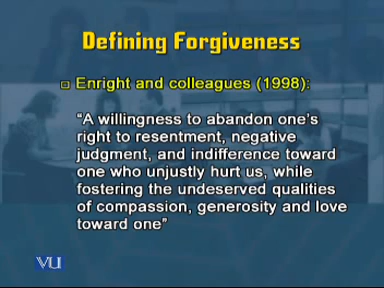 Defining Forgiveness
Enright and colleagues (1998):
“A willingness to abandon one’s
right to resentment, negative
judgment, and indifference toward
one who unjustly hurt us, while
fostering the undeserved qualities
of compassion, generosity and love
toward one”
VU